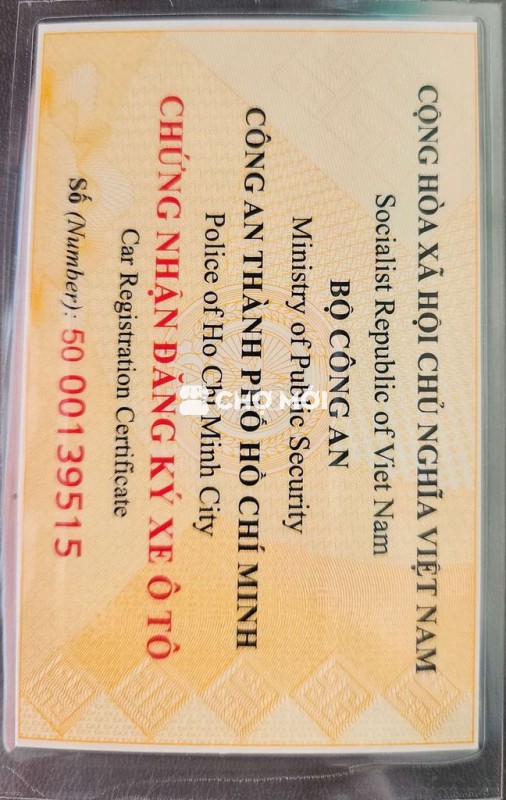 CỘNG HÒA XÃ HỘI CHỦ NGHĨA VIỆT NAM
Socialist Republic of Viet Nam
BỘ CÔNG AN
Ministry of Public Security
CÔNG AN THÀNH PHỐ HỒ CHÍ MINH
Police of Ho Chi Minh City
CHỨNG NHẬN ĐĂNG KÝ XE Ô TÔ
Car Registration Certificate
Số (Number): 50 00139515
CHỢ MỚI